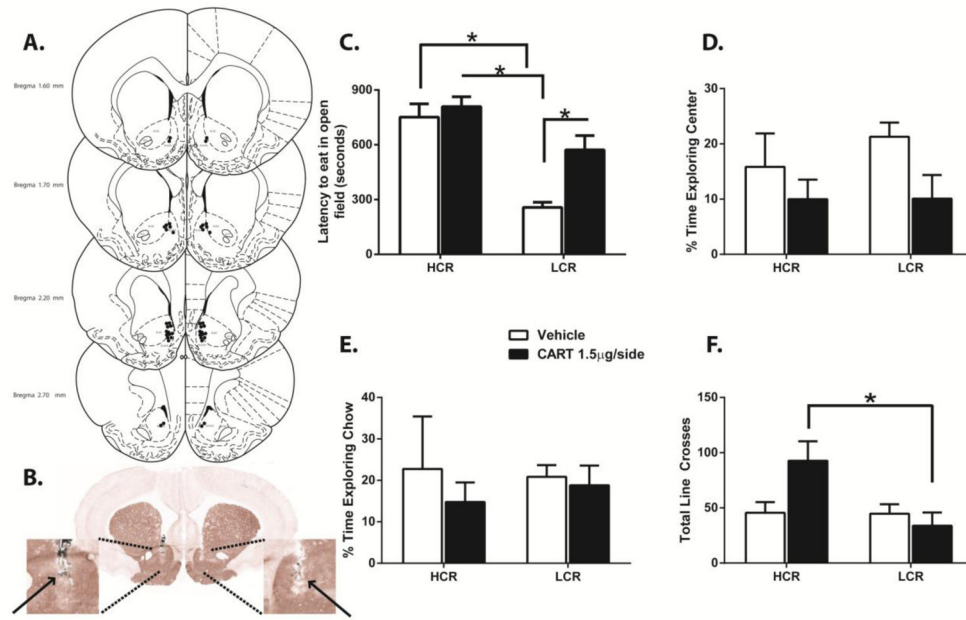 A.
Bregma 1.60 mm
Bregma 1.70 mm
Bregma 2.20 mm
Bregma 2.70 mm
B.
C.
*
*
*
Latency to eat in open
field (seconds)
900
600
300
0
HCR
LCR
D.
% Time Exploring Center
30
20
10
0
HCR
LCR
Vehicle
CART 1.5µg/side
E.
% Time Exploring Chow
40
30
20
10
0
HCR
LCR
F.
*
Total Line Crosses
150
100
50
0
HCR
LCR